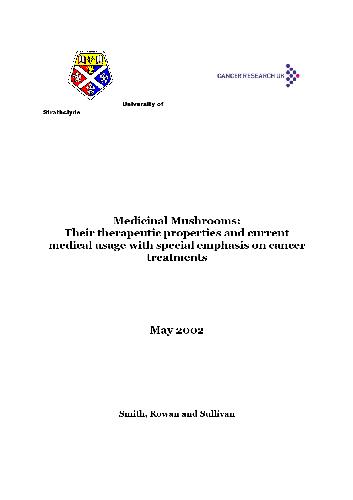 CANCER RESEARCH UK
University of
Strathclyde
Medicinal Mushrooms:
Their therapeutic properties and current
medical usage with special emphasis on cancer
treatments
May 2002
Smith, Rowan and Sullivan